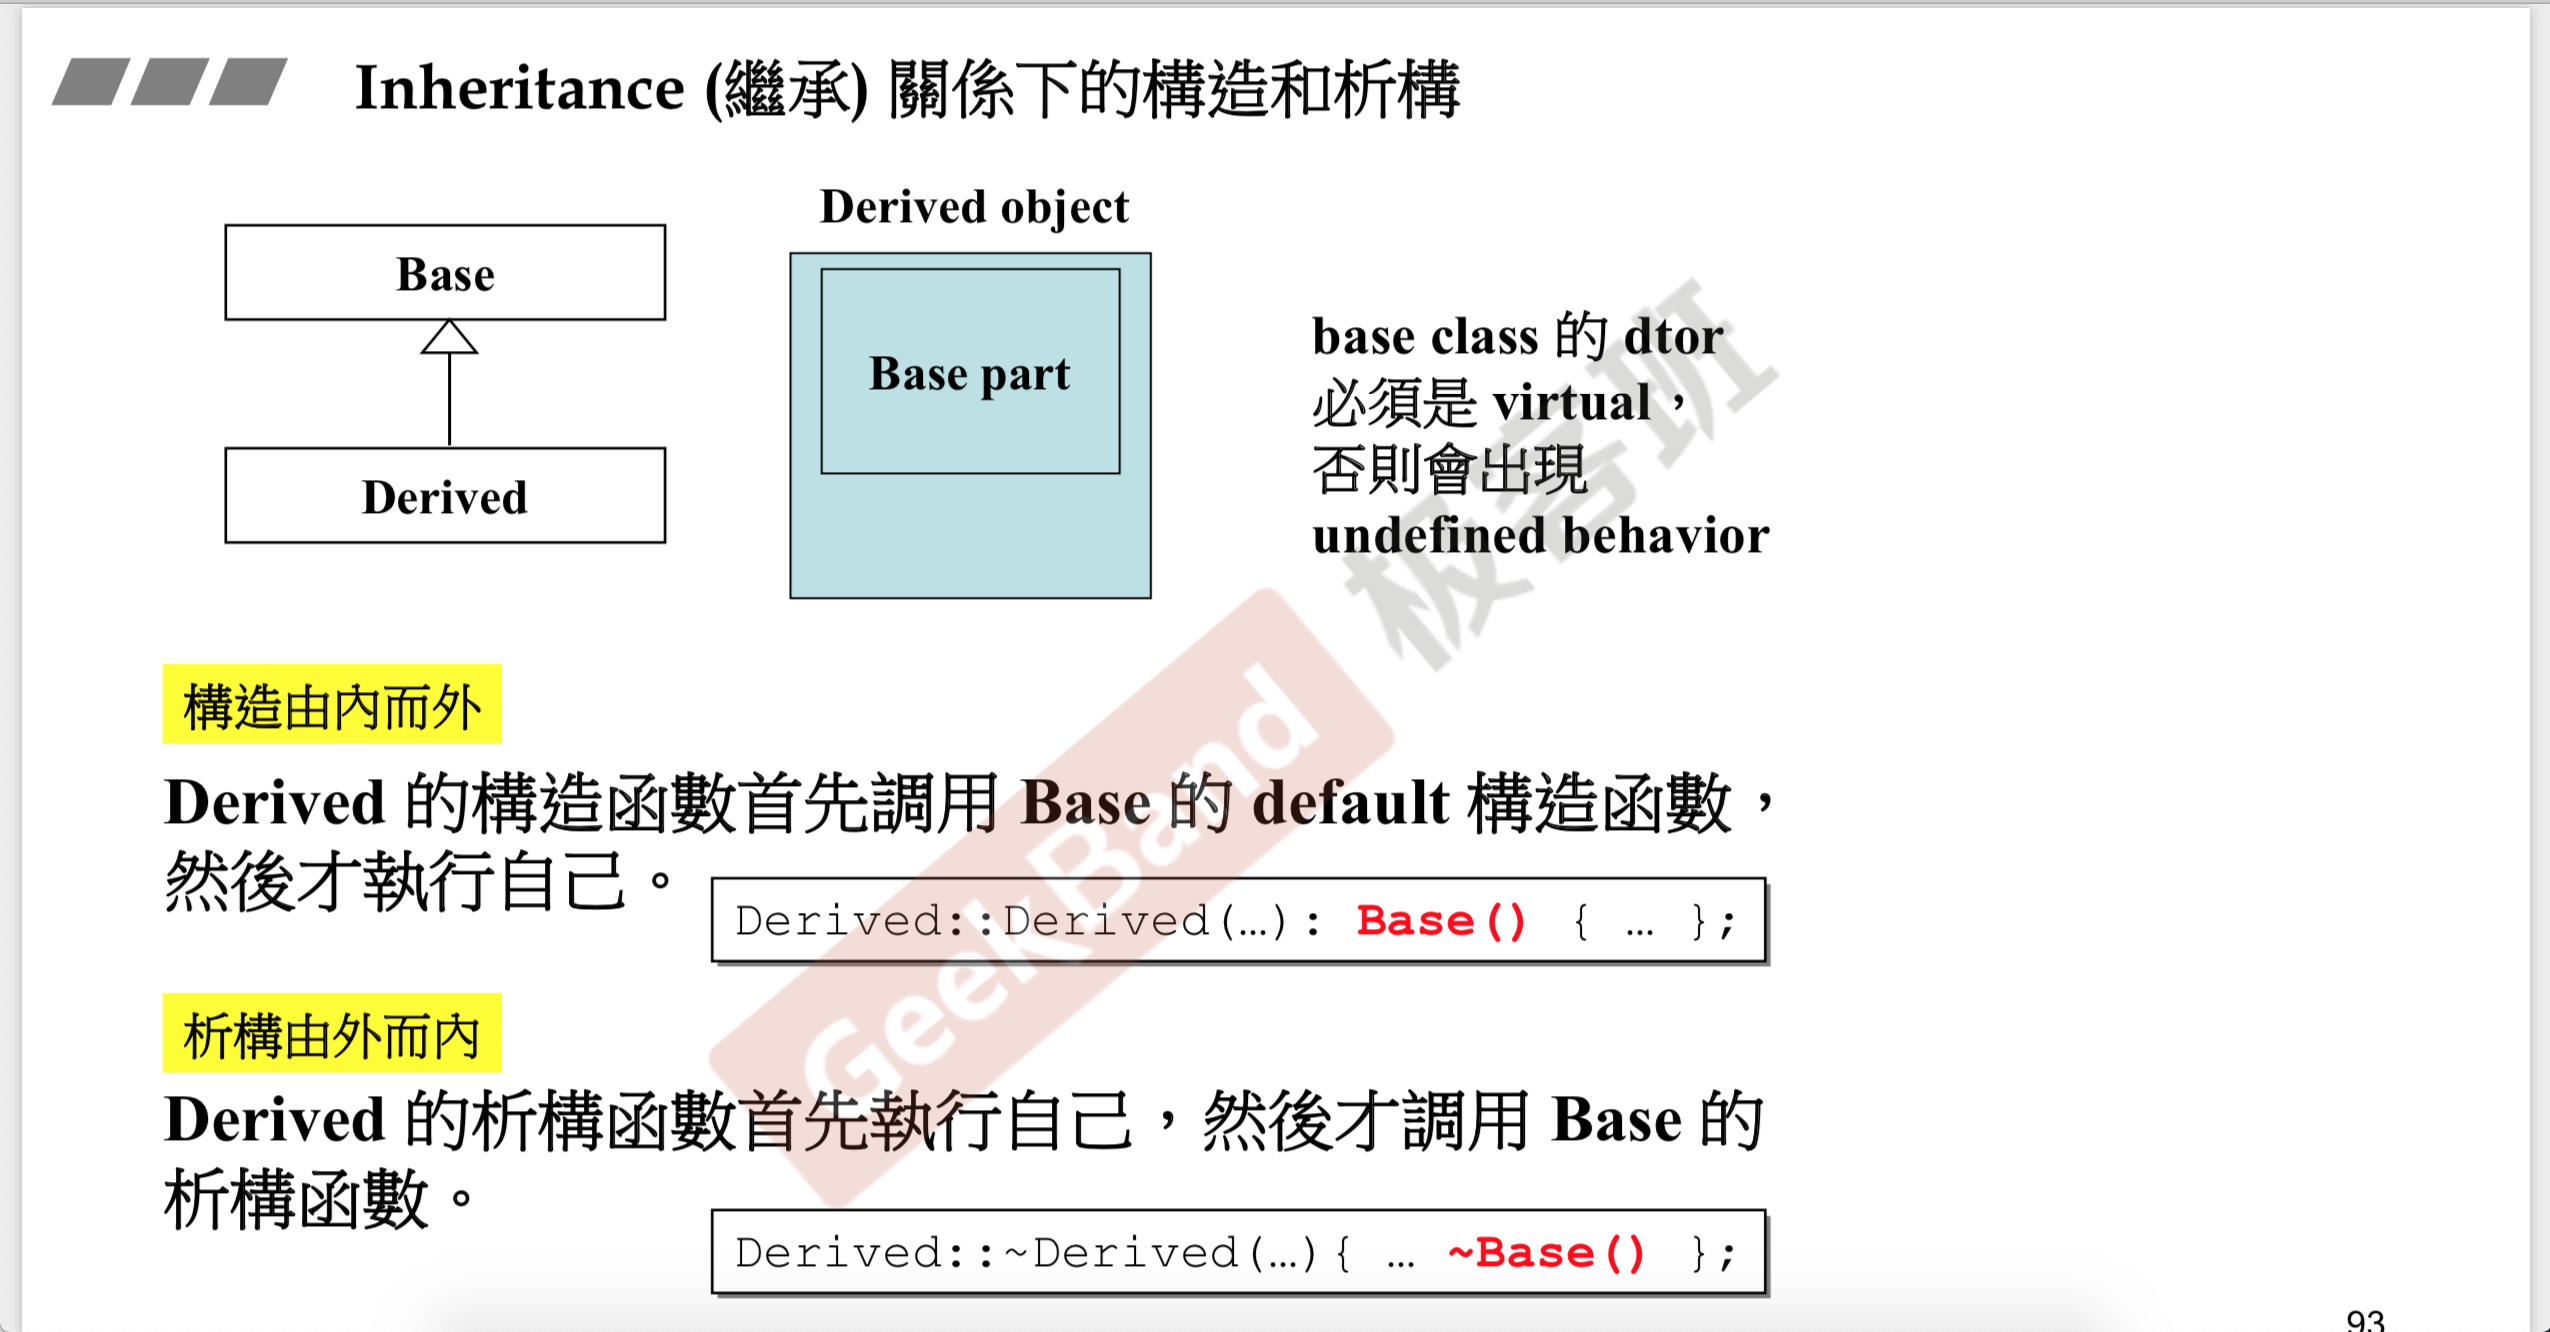 Inheritance (繼承) 關係下的構造和析構
Derived object
Base
Base part
Derived
base class 的 dtor
必須是 virtual，
否則會出現
undefined behavior
極客班
GeekBand
構造由內而外
Derived 的構造函數首先調用 Base 的 default 構造函數，
然後才執行自己。
Derived::Derived(…): Base() { … };
析構由外而內
Derived 的析構函數首先執行自己，然後才調用 Base 的
析構函數。
Derived::~Derived(…){ … ~Base() };
93